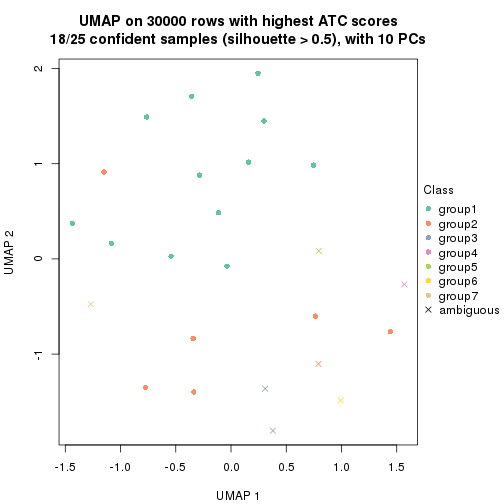 UMAP on 30000 rows with highest ATC scores
18/25 confident samples (silhouette > 0.5), with 10 PCs
2
1
0
-1
UMAP 2
-1.5 -1.0 -0.5 0.0 0.5 1.0 1.5
UMAP 1
Class
group1
group2
group3
group4
group5
group6
group7
ambiguous